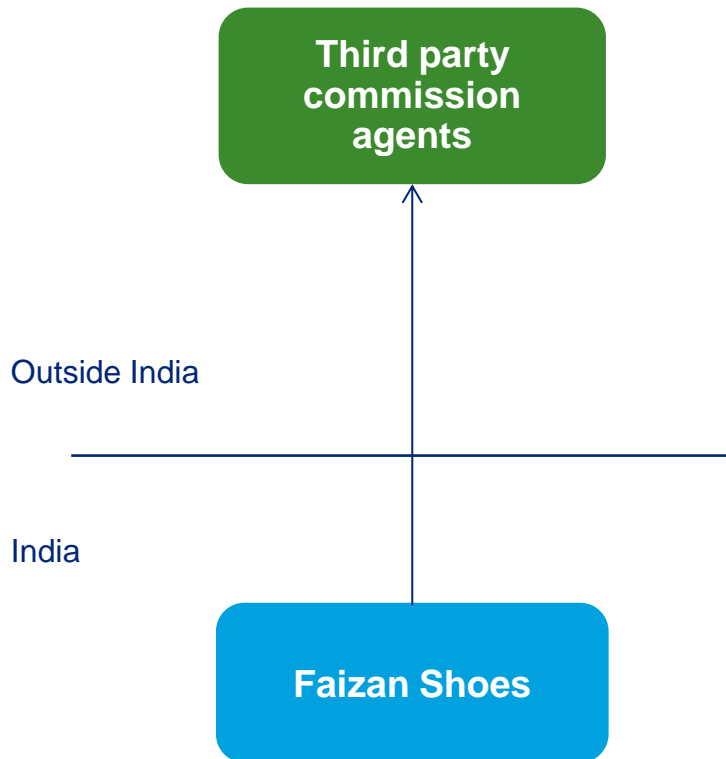 Third party
commission
agents
Outside India
India
Faizan Shoes